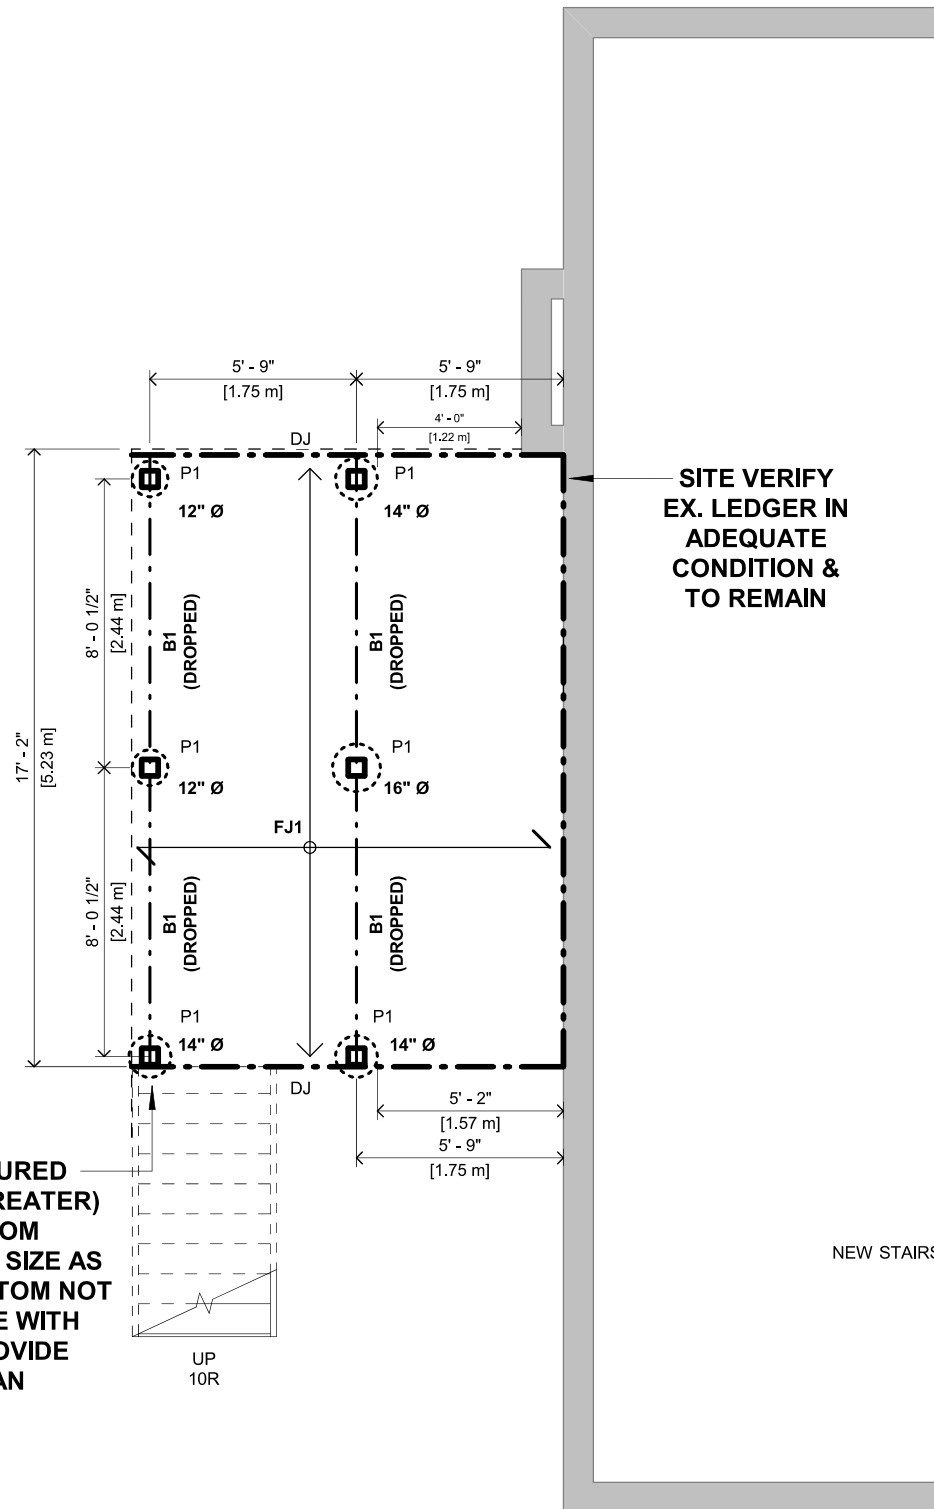 5' - 9"
[1.75 m]
5' - 9"
[1.75 m]
4' - 0"
[1.22 m]
DJ
P1
12" Ø
P1
14" Ø
SITE VERIFY
EX. LEDGER IN
ADEQUATE
CONDITION &
TO REMAIN
8' - 0 1/2"
[2.44 m]
B1
(DROPPED)
B1
(DROPPED)
17' - 2"
[5.23 m]
P1
12" Ø
P1
16" Ø
FJ1
8' - 0 1/2"
[2.44 m]
B1
(DROPPED)
B1
(DROPPED)
P1
14" Ø
P1
14" Ø
DJ
5' - 2"
[1.57 m]
5' - 9"
[1.75 m]
URED
REATER)
OM
SIZE AS
TOM NOT
E WITH
OVIDE
AN
UP
10R
NEW STAIRS